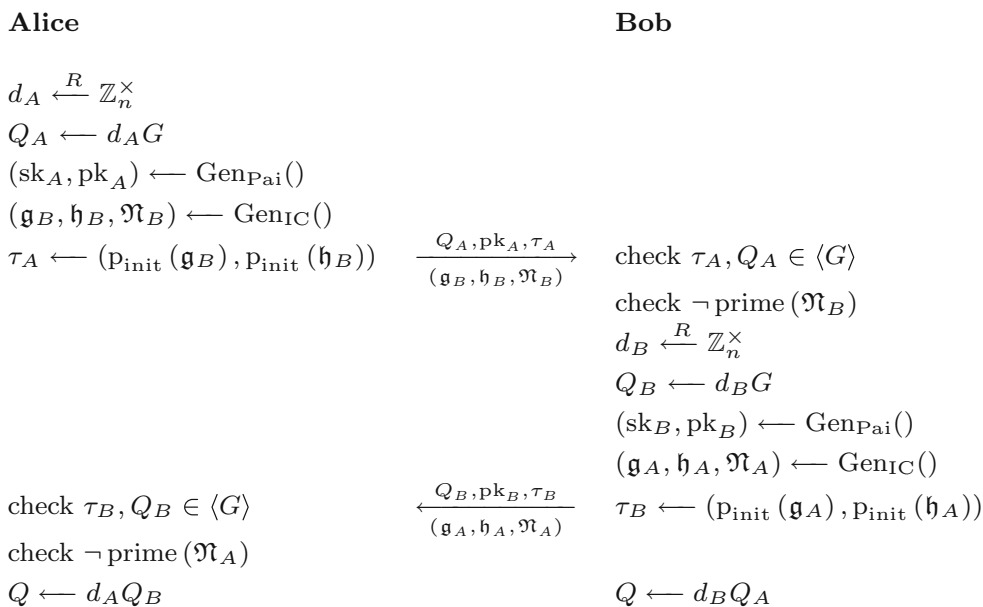 Alice Bob
d_A ⟵^R ℤ_n^×
Q_A ⟵ d_A G
(sk_A, pk_A) ⟵ Gen_Pai()
(𝔤_B, 𝔥_B, 𝔑_B) ⟵ Gen_IC()
τ_A ⟵ (p_init (𝔤_B), p_init (𝔥_B))
Q_A, pk_A, τ_A
(𝔤_B, 𝔥_B, 𝔑_B)
check τ_A, Q_A ∈ ⟨G⟩
check ¬ prime (𝔑_B)
d_B ⟵^R ℤ_n^×
Q_B ⟵ d_B G
(sk_B, pk_B) ⟵ Gen_Pai()
(𝔤_A, 𝔥_A, 𝔑_A) ⟵ Gen_IC()
check τ_B, Q_B ∈ ⟨G⟩
Q_B, pk_B, τ_B
(𝔤_A, 𝔥_A, 𝔑_A)
τ_B ⟵ (p_init (𝔤_A), p_init (𝔥_A))
check ¬ prime (𝔑_A)
Q ⟵ d_A Q_B
Q ⟵ d_B Q_A